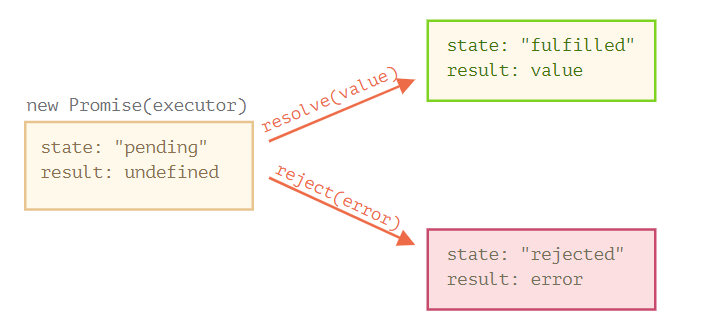 new Promise(executor)
state: "pending"
result: undefined
resolve(value)
reject(error)
state: "fulfilled"
result: value
state: "rejected"
result: error